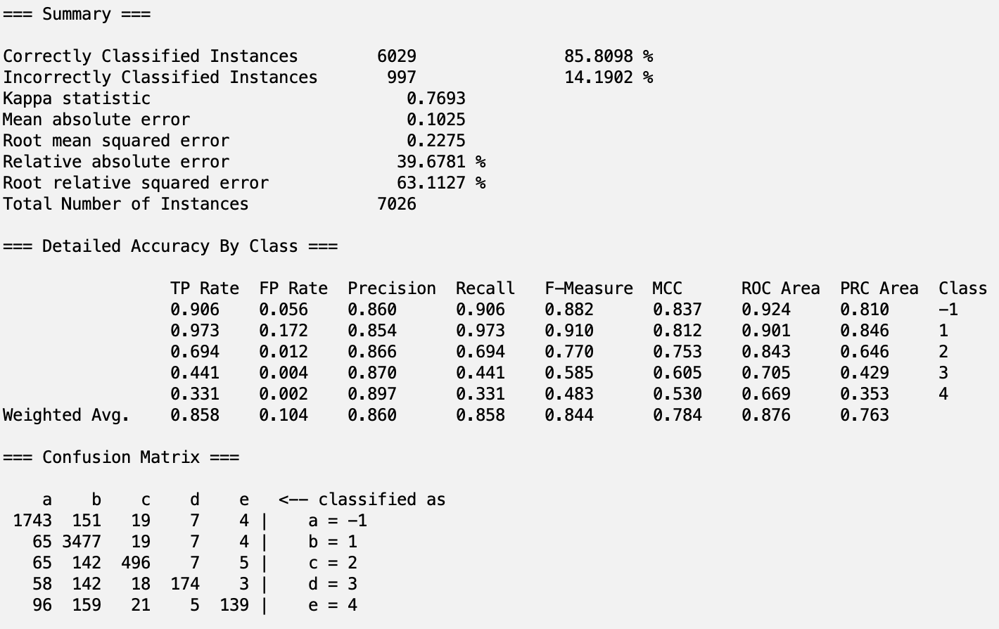 === Summary ===
Correctly Classified Instances 6029 85.8098 %
Incorrectly Classified Instances 997 14.1902 %
Kappa statistic 0.7693
Mean absolute error 0.1025
Root mean squared error 0.2275
Relative absolute error 39.6781 %
Root relative squared error 63.1127 %
Total Number of Instances 7026
=== Detailed Accuracy By Class ===
TP Rate FP Rate Precision Recall F-Measure MCC ROC Area PRC Area Class
0.906 0.056 0.860 0.906 0.882 0.837 0.924 0.810 -1
0.973 0.172 0.854 0.973 0.910 0.812 0.901 0.846 1
0.694 0.012 0.866 0.694 0.770 0.753 0.843 0.646 2
0.441 0.004 0.870 0.441 0.585 0.605 0.705 0.429 3
0.331 0.002 0.897 0.331 0.483 0.530 0.669 0.353 4
Weighted Avg. 0.858 0.104 0.860 0.858 0.844 0.784 0.876 0.763
=== Confusion Matrix ===
a b c d e <-- classified as
1743 151 19 7 4 | a = -1
65 3477 19 7 4 | b = 1
65 142 496 7 5 | c = 2
58 142 18 174 3 | d = 3
96 159 21 5 139 | e = 4